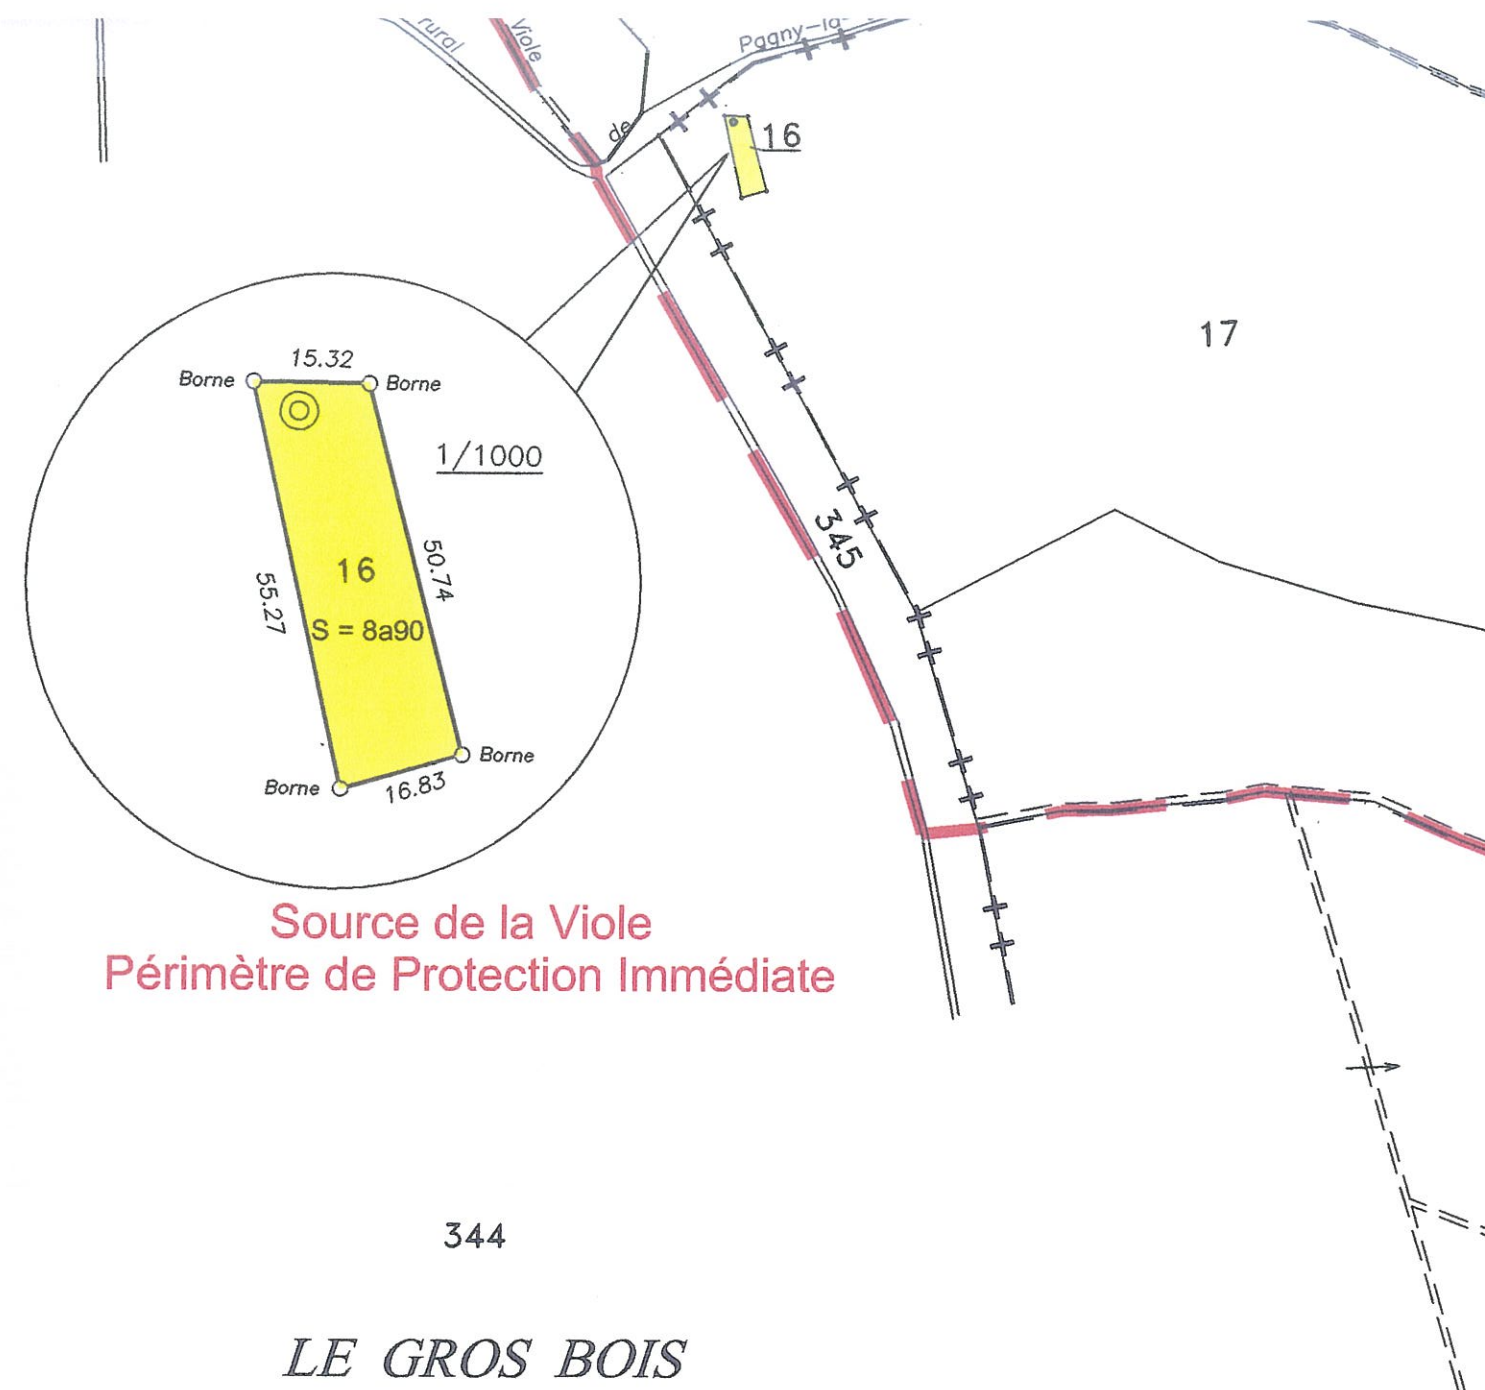 rural
Viole
Pagny-la-
de
16
17
15.32
Borne
Borne
1/1000
345
50.74
16
55.27
S = 8a90
Borne
16.83
Borne
Source de la Viole
Périmètre de Protection Immédiate
344
LE GROS BOIS